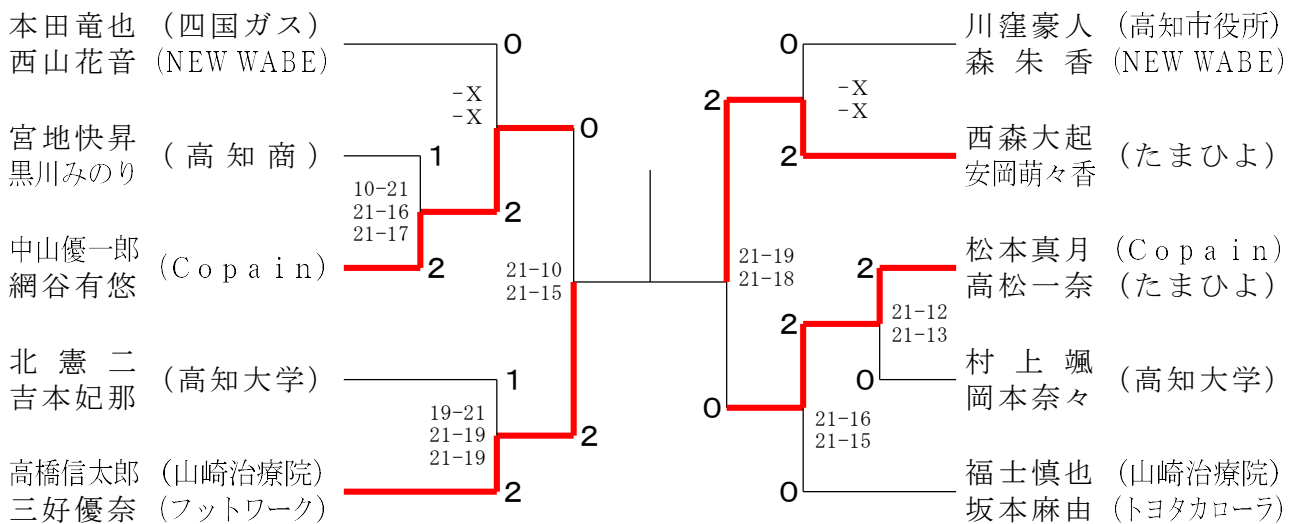 本田竜也 (四国ガス)
西山花音 (NEW WABE)
0
-X
-X
宮地快昇
黒川みのり
(高知商)
1
10-21
21-16
21-17
2
0
中山優一郎
網谷有悠
(Copain)
2
21-10
21-15
北憲二
吉本妃那
(高知大学)
1
19-21
21-19
21-19
2
高橋信太郎 (山崎治療院)
三好優奈 (フットワーク)
2
川窪豪人 (高知市役所)
森朱香 (NEW WABE)
0
-X
-X
2
西森大起
安岡萌々香
(たまひよ)
2
21-19
21-18
松本真月 (Copain)
高松一奈 (たまひよ)
2
21-12
21-13
2
村上颯
岡本奈々
(高知大学)
0
0
21-16
21-15
福士慎也 (山崎治療院)
坂本麻由 (トヨタカローラ)
0